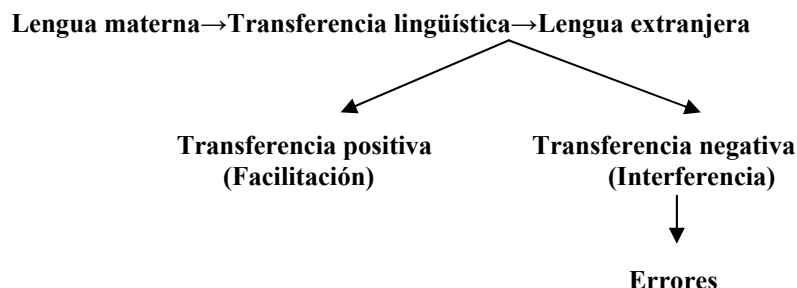 Lengua materna→Transferencia lingüística→Lengua extranjera
Transferencia positiva Transferencia negativa
(Facilitación) (Interferencia)
Errores